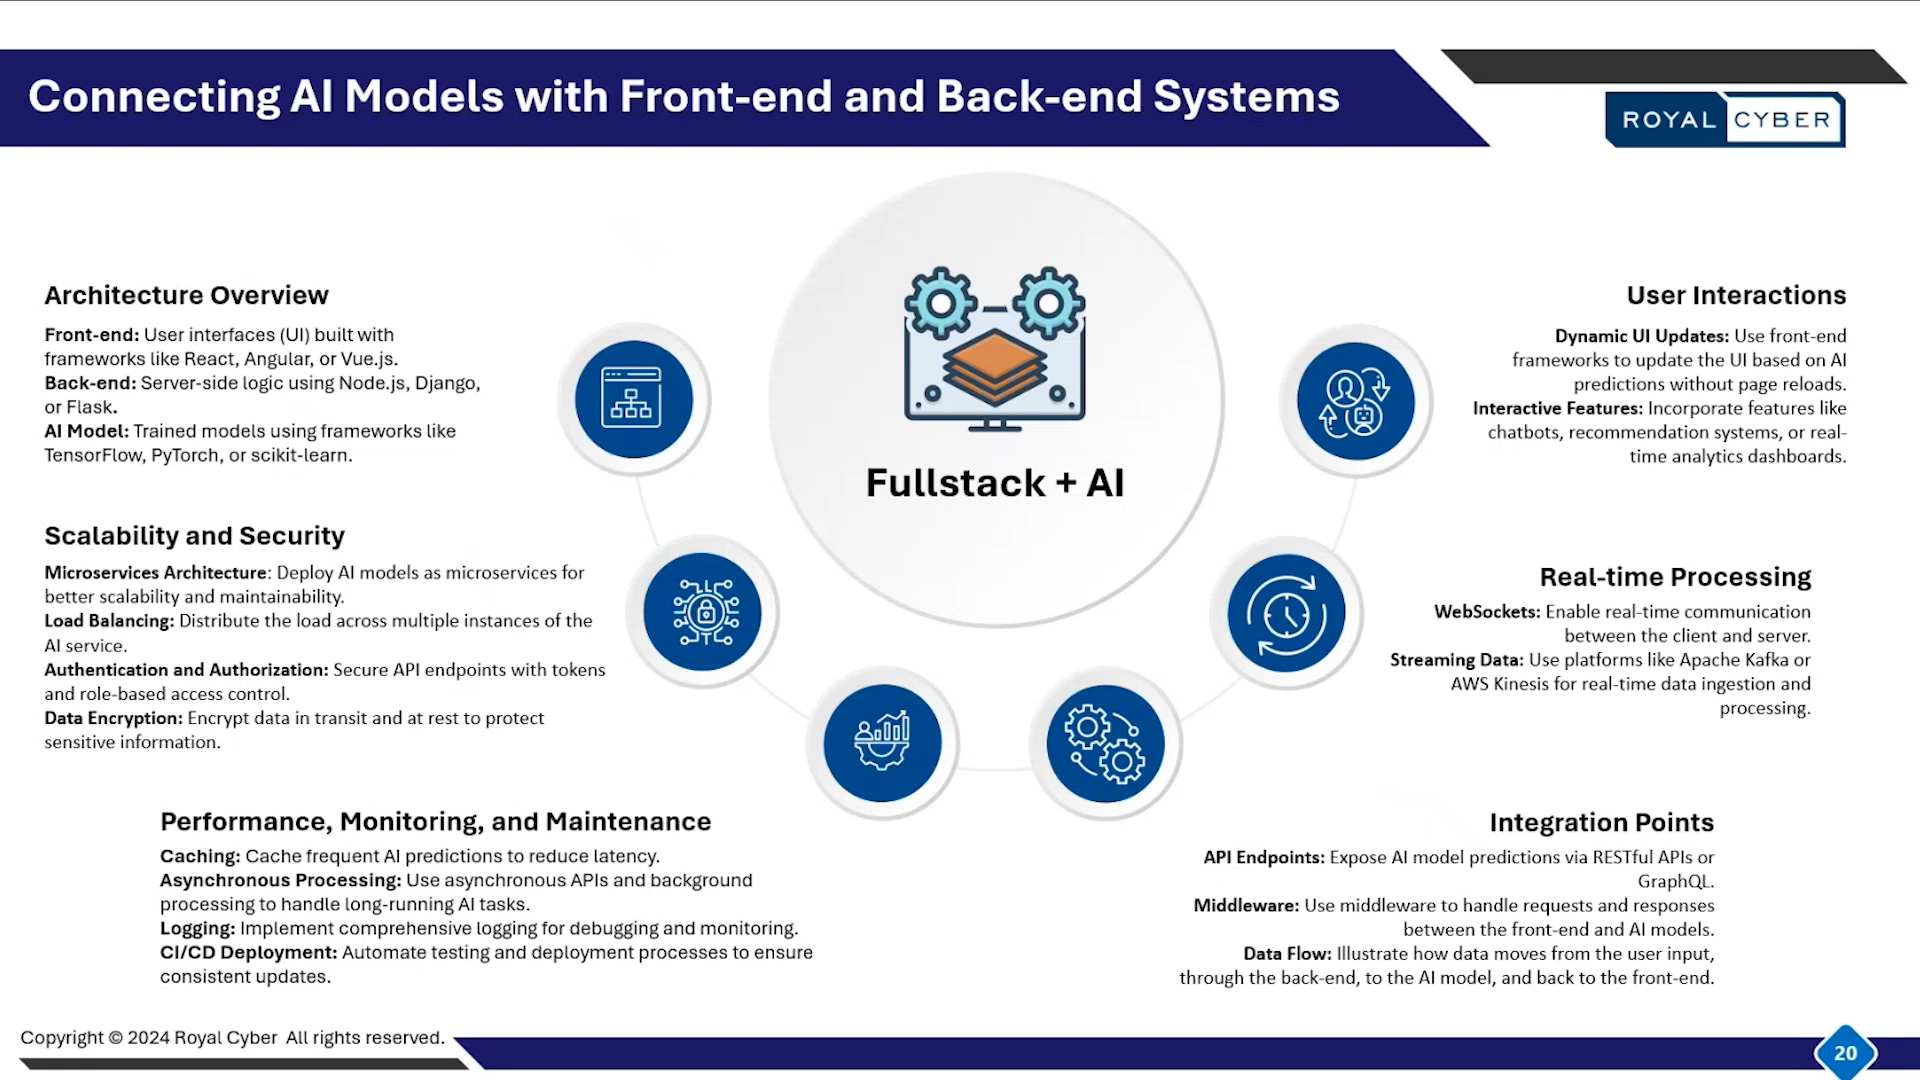 Connecting AI Models with Front-end and Back-end Systems
ROYAL CYBER
Architecture Overview
Front-end: User interfaces (UI) built with
frameworks like React, Angular, or Vue.js.
Back-end: Server-side logic using Node.js, Django,
or Flask.
AI Model: Trained models using frameworks like
TensorFlow, PyTorch, or scikit-learn.
Scalability and Security
Microservices Architecture: Deploy AI models as microservices for
better scalability and maintainability.
Load Balancing: Distribute the load across multiple instances of the
AI service.
Authentication and Authorization: Secure API endpoints with tokens
and role-based access control.
Data Encryption: Encrypt data in transit and at rest to protect
sensitive information.
Performance, Monitoring, and Maintenance
Caching: Cache frequent AI predictions to reduce latency.
Asynchronous Processing: Use asynchronous APIs and background
processing to handle long-running AI tasks.
Logging: Implement comprehensive logging for debugging and monitoring.
CI/CD Deployment: Automate testing and deployment processes to ensure
consistent updates.
Fullstack + AI
User Interactions
Dynamic UI Updates: Use front-end
frameworks to update the UI based on AI
predictions without page reloads.
Interactive Features: Incorporate features like
chatbots, recommendation systems, or real-
time analytics dashboards.
Real-time Processing
WebSockets: Enable real-time communication
between the client and server.
Streaming Data: Use platforms like Apache Kafka or
AWS Kinesis for real-time data ingestion and
processing.
Integration Points
API Endpoints: Expose AI model predictions via RESTful APIs or
GraphQL.
Middleware: Use middleware to handle requests and responses
between the front-end and AI models.
Data Flow: Illustrate how data moves from the user input,
through the back-end, to the AI model, and back to the front-end.
Copyright © 2024 Royal Cyber All rights reserved.
20